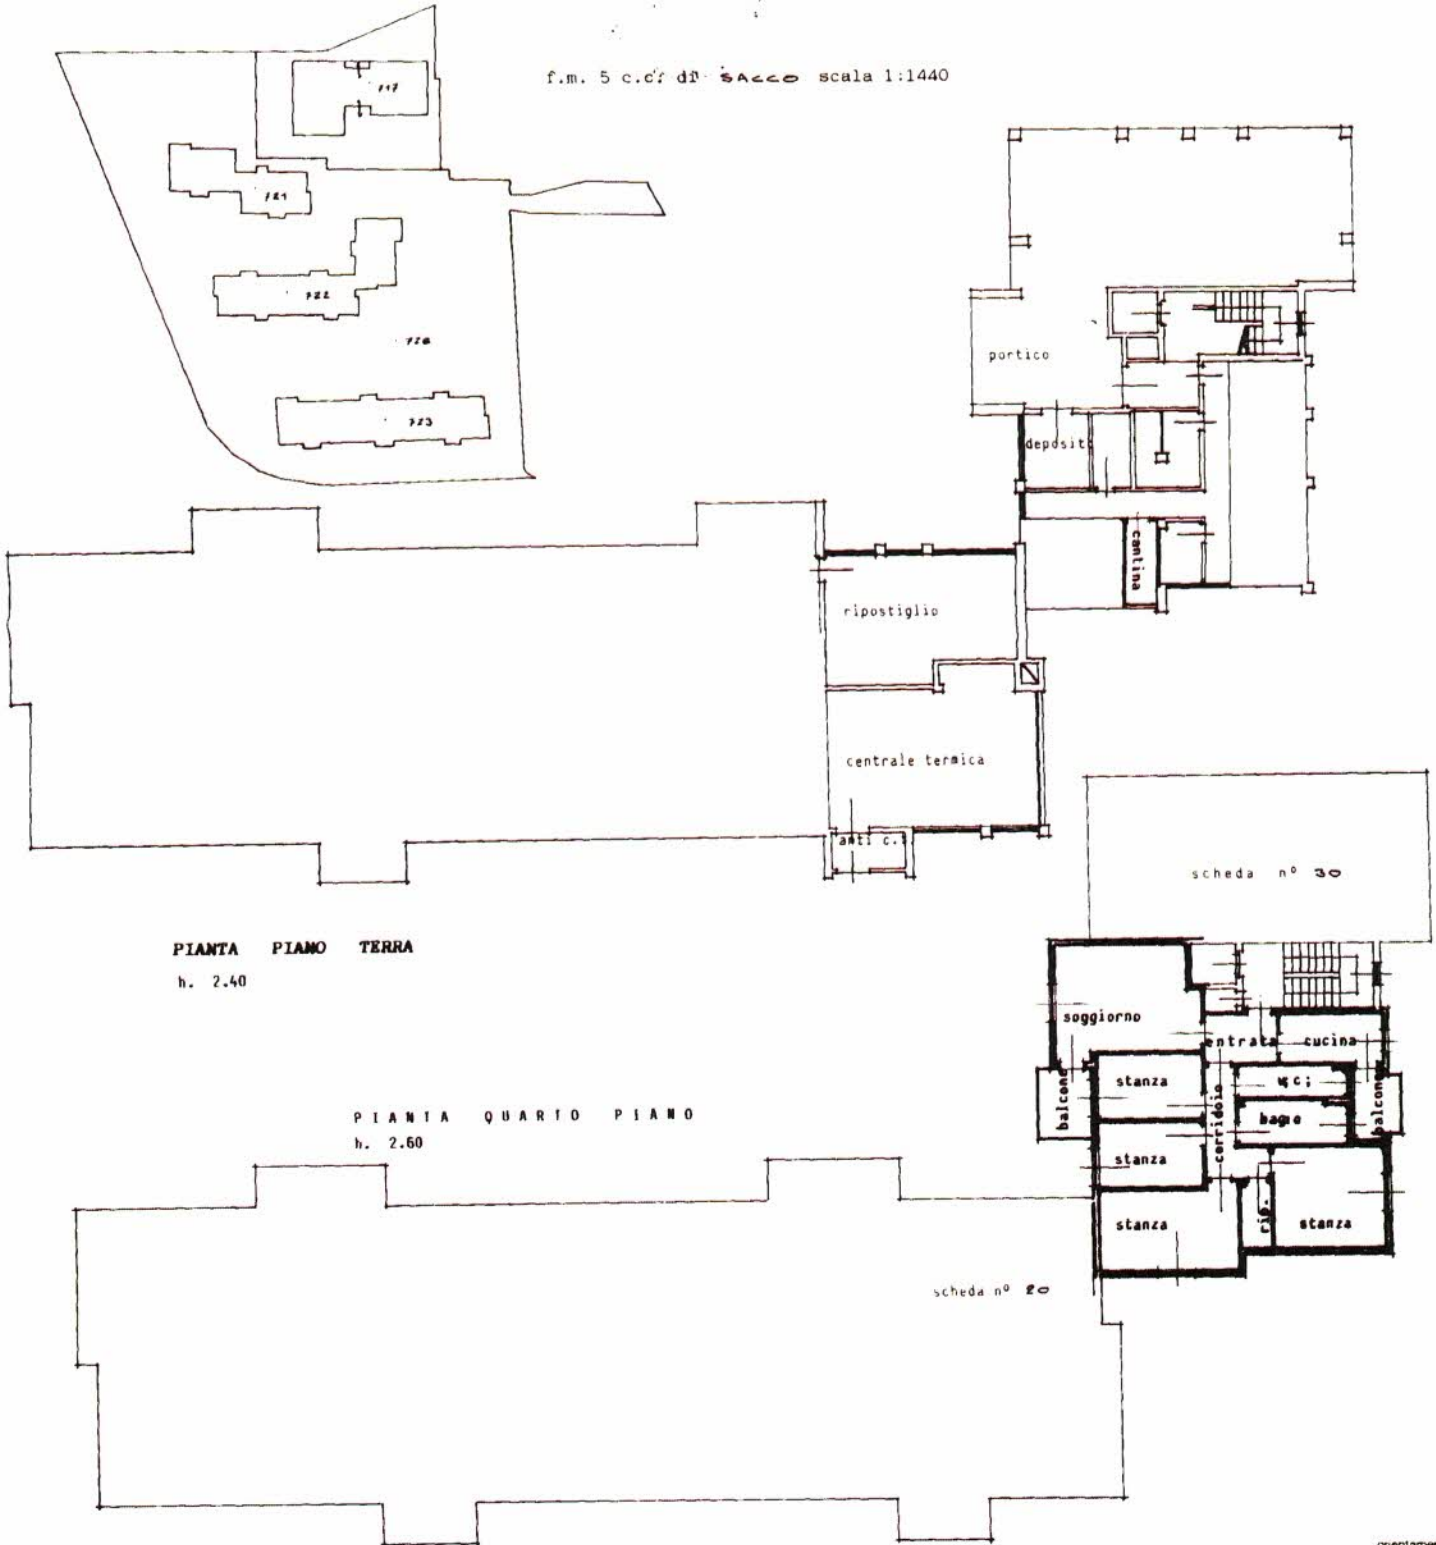 f.m. 5 c.c. di SACCO scala 1:1440
717
721
722
726
723
portico
deposit.
cantina
ripostiglio
centrale termica
anti c.t.
PIANTA PIANO TERRA
h. 2.40
scheda n° 30
soggiorno
entrata
cucina
balcone
stanza
corridoio
w.c;
bagno
balcone
stanza
stanza
rip.
stanza
PIANTA QUARTO PIANO
h. 2.60
scheda n° 20